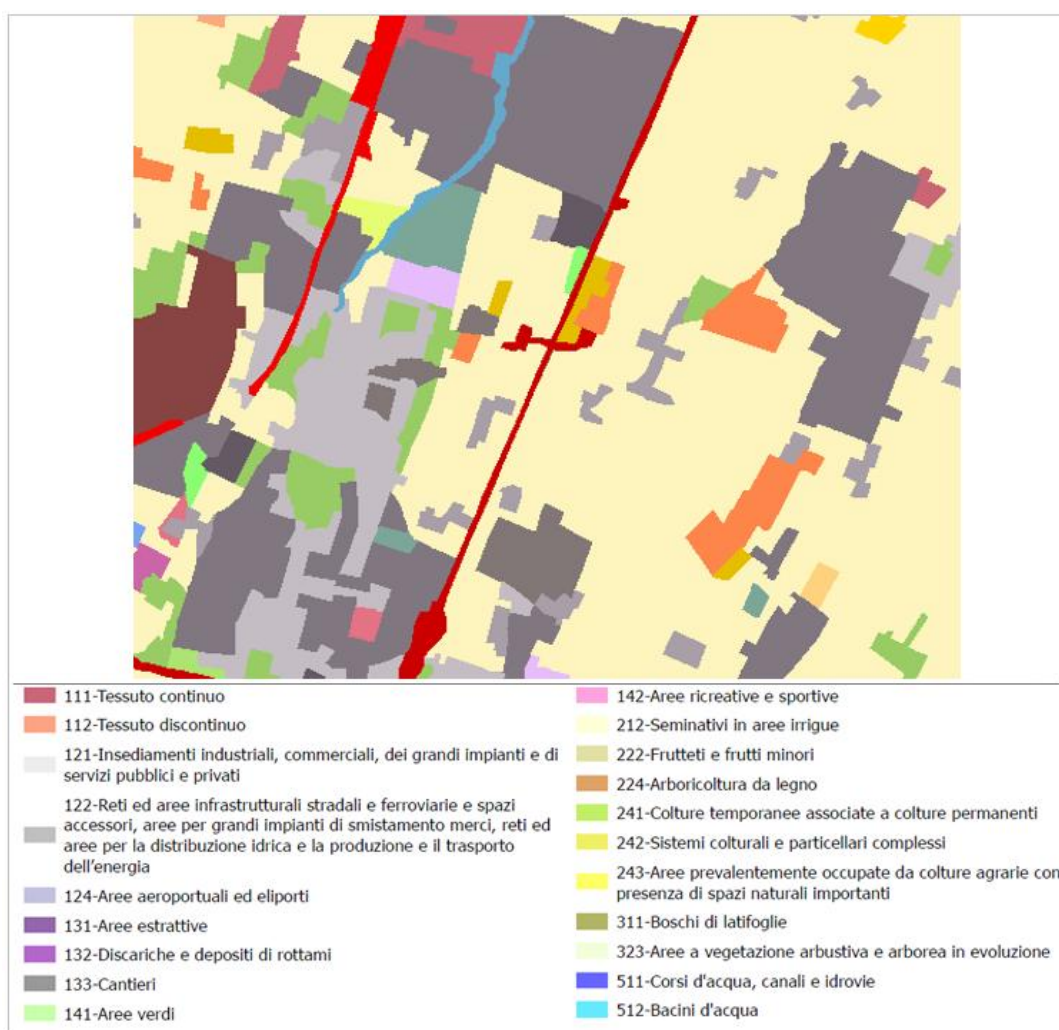 111-Tessuto continuo
112-Tessuto discontinuo
121-Insediamenti industriali, commerciali, dei grandi impianti e di
servizi pubblici e privati
122-Reti ed aree infrastrutturali stradali e ferroviarie e spazi
accessori, aree per grandi impianti di smistamento merci, reti ed
aree per la distribuzione idrica e la produzione e il trasporto
dell'energia
124-Aree aeroportuali ed eliporti
131-Aree estrattive
132-Discariche e depositi di rottami
133-Cantieri
141-Aree verdi
142-Aree ricreative e sportive
212-Seminativi in aree irrigue
222-Frutteti e frutti minori
224-Arboricoltura da legno
241-Colture temporanee associate a colture permanenti
242-Sistemi colturali e particellari complessi
243-Aree prevalentemente occupate da colture agrarie con
presenza di spazi naturali importanti
311-Boschi di latifoglie
323-Aree a vegetazione arbustiva e arborea in evoluzione
511-Corsi d'acqua, canali e idrovie
512-Bacini d'acqua